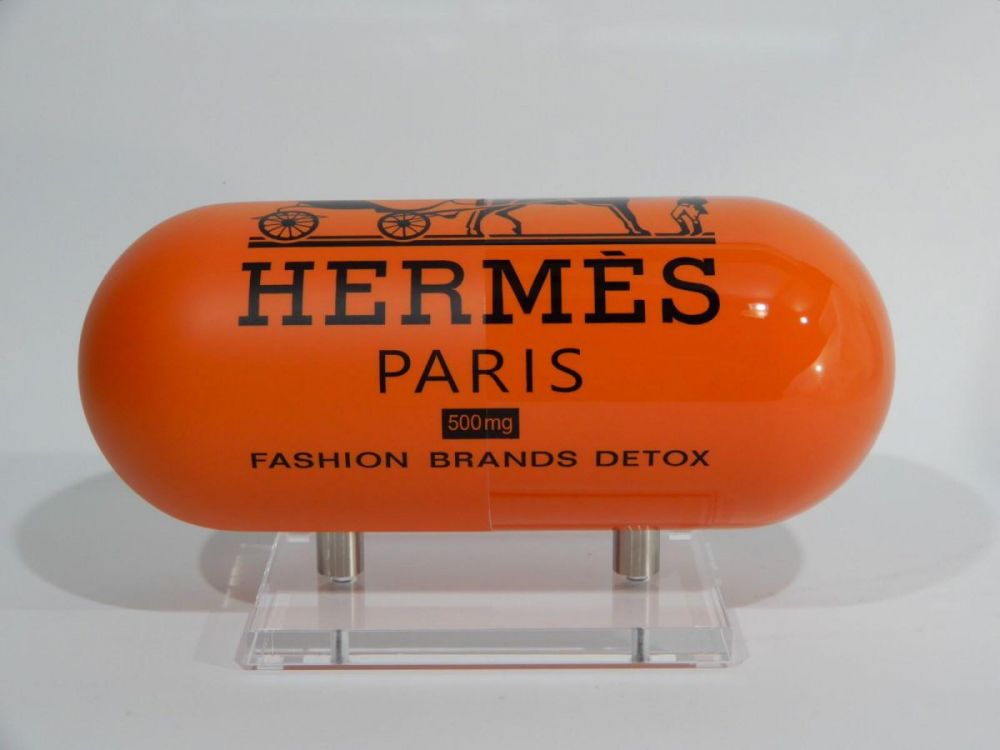 HERMÈS
PARIS
500mg
FASHION BRANDS DETOX